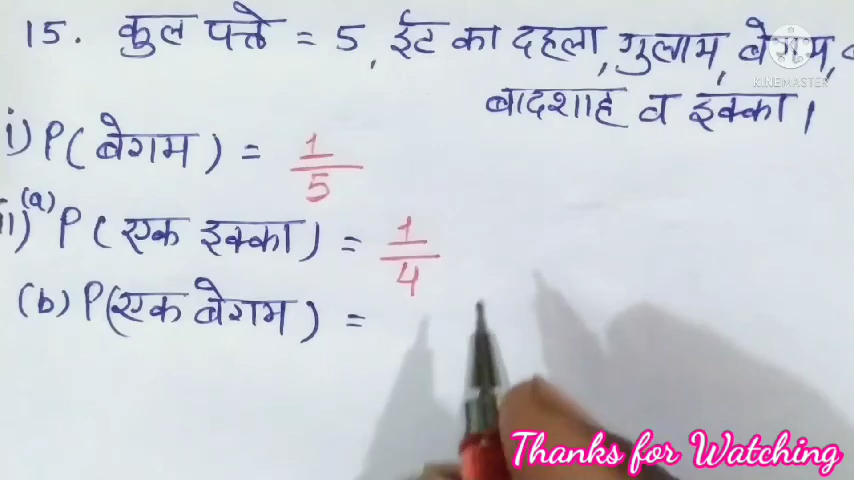 15. कुल पत्ते = 5, ईट का दहला, गुलाम, बेगम,
बादशाह व इक्का।
i) P(बेगम) = 1/5
ii) (a) P(एक इक्का) = 1/4
(b) P(एक बेगम) =
KINEMASTER
Thanks for Watching